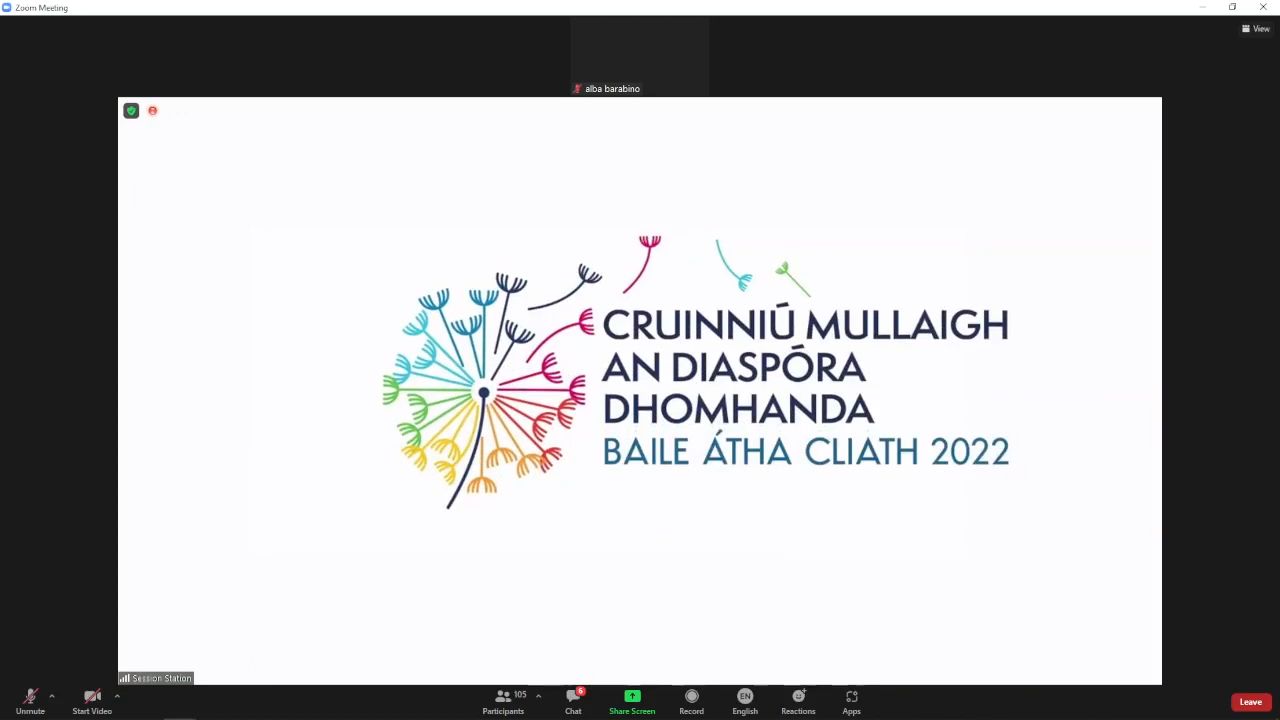 Zoom Meeting
View
alba barabino
CRUINNIÚ MULLAIGH
AN DIASPÓRA
DHOMHANDA
BAILE ÁTHA CLIATH 2022
Session Station
Unmute
Start Video
105
Participants
6
Chat
Share Screen
Record
EN
English
Reactions
Apps
Leave